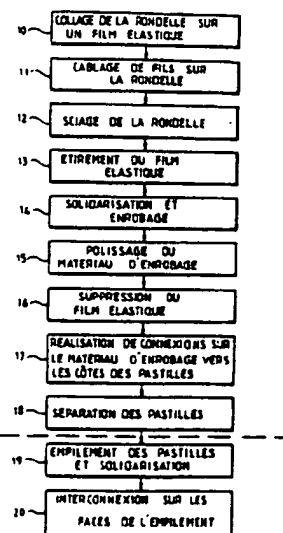 10
COLLAGE DE LA RONDELLE SUR
UN FILM ELASTIQUE
11
CABLAGE DE FILS SUR
LA RONDELLE
12
SCIAGE DE LA RONDELLE
13
ETIREMENT DU FILM
ELASTIQUE
14
SOLIDARISATION ET
ENROBAGE
15
POLISSAGE DU
MATERIAU D'ENROBAGE
16
SUPPRESSION DU
FILM ELASTIQUE
17
REALISATION DE CONNEXIONS SUR
LE MATERIAU D'ENROBAGE VERS
LES CÔTES DES PASTILLES
18
SEPARATION DES PASTILLES
19
EMPILEMENT DES PASTILLES
ET SOLIDARISATION
20
INTERCONNEXION SUR LES
FACES DE L'EMPILEMENT